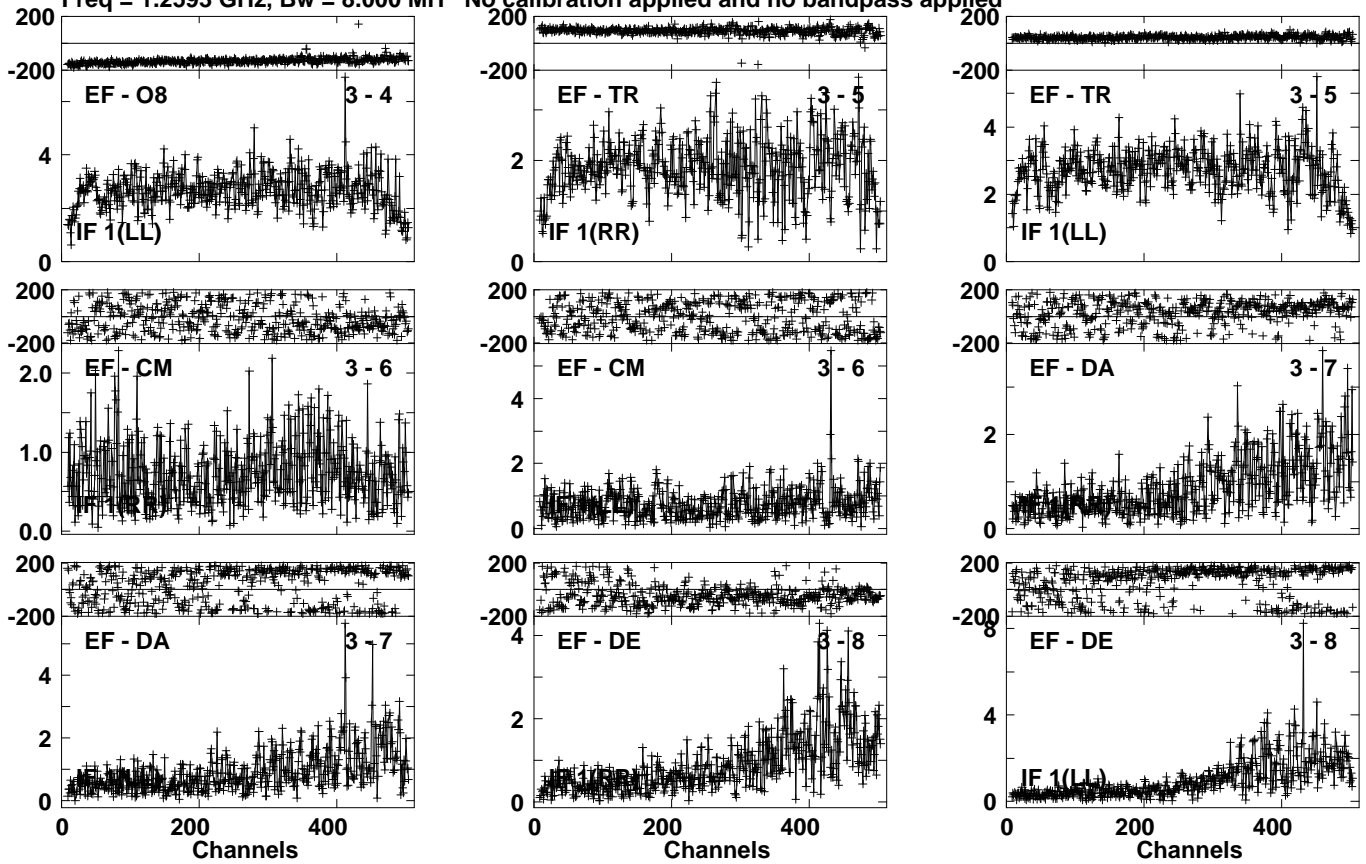 Freq = 1.2593 GHz, Bw = 8.000 MH No calibration applied and no bandpass applied
200 200 200
-200 -200 -200
EF - O8 3 - 4 EF - TR 3 - 5 EF - TR 3 - 5
4 2 4
2
IF 1(LL) IF 1(RR) IF 1(LL)
0 0 0
200 200 200
-200 -200 -200
EF - CM 3 - 6 EF - CM 3 - 6 EF - DA 3 - 7
2.0 4 2
1.0 2
IF 1(RR)
0.0 0 0
200 200 200
-200 -200 -200
EF - DA 3 - 7 EF - DE 3 - 8 EF - DE 3 - 8
4 4 8
2 2 4
IF 1(RR) IF 1(LL)
0 0 0
0 200 400 0 200 400 0 200 400
Channels Channels Channels